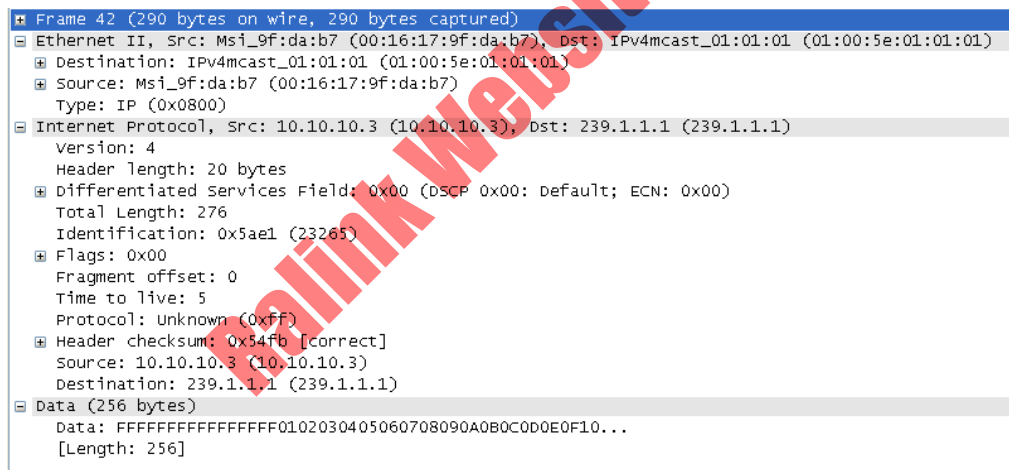 Frame 42 (290 bytes on wire, 290 bytes captured)
Ethernet II, Src: Msi_9f:da:b7 (00:16:17:9f:da:b7), Dst: IPv4mcast_01:01:01 (01:00:5e:01:01:01)
Destination: IPv4mcast_01:01:01 (01:00:5e:01:01:01)
Source: Msi_9f:da:b7 (00:16:17:9f:da:b7)
Type: IP (0x0800)
Internet Protocol, Src: 10.10.10.3 (10.10.10.3), Dst: 239.1.1.1 (239.1.1.1)
Version: 4
Header length: 20 bytes
Differentiated Services Field: 0x00 (DSCP 0x00: Default; ECN: 0x00)
Total Length: 276
Identification: 0x5ae1 (23265)
Flags: 0x00
Fragment offset: 0
Time to live: 5
Protocol: Unknown (0xff)
Header checksum: 0x54fb [correct]
Source: 10.10.10.3 (10.10.10.3)
Destination: 239.1.1.1 (239.1.1.1)
Data (256 bytes)
Data: FFFFFFFFFFFFFFFF0102030405060708090A0B0C0D0E0F10...
[Length: 256]
Ralink Websit